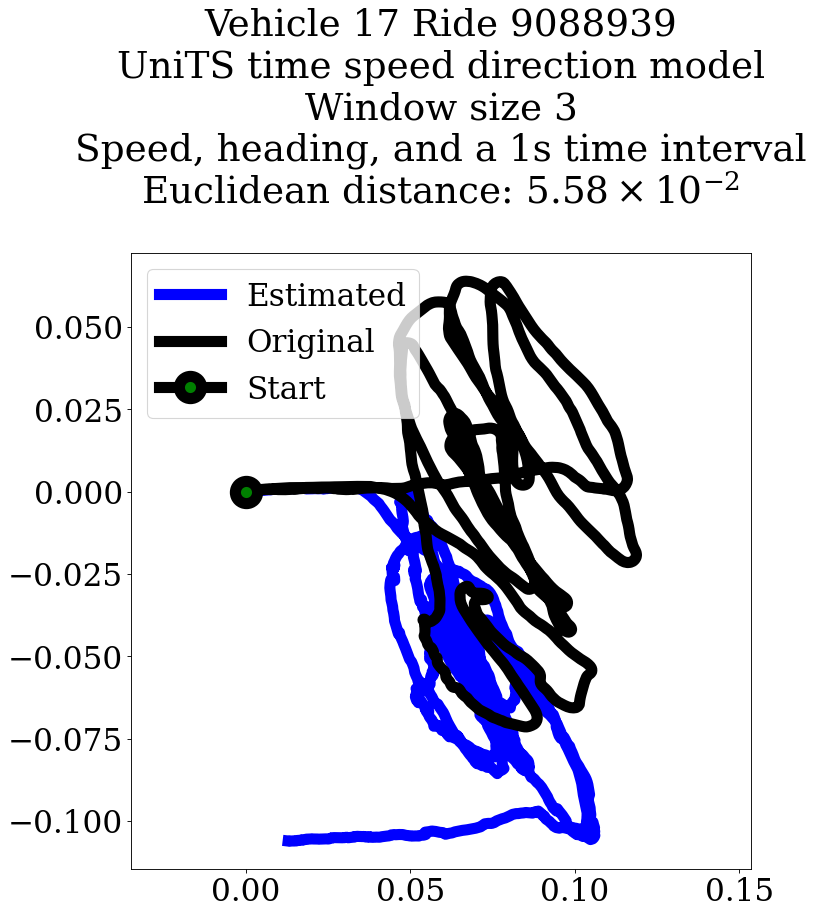 Vehicle 17 Ride 9088939
UniTS time speed direction model
Window size 3
Speed, heading, and a 1s time interval
Euclidean distance: 5.58 × 10⁻²
Estimated
Original
Start
0.050
0.025
0.000
−0.025
−0.050
−0.075
−0.100
0.00 0.05 0.10 0.15